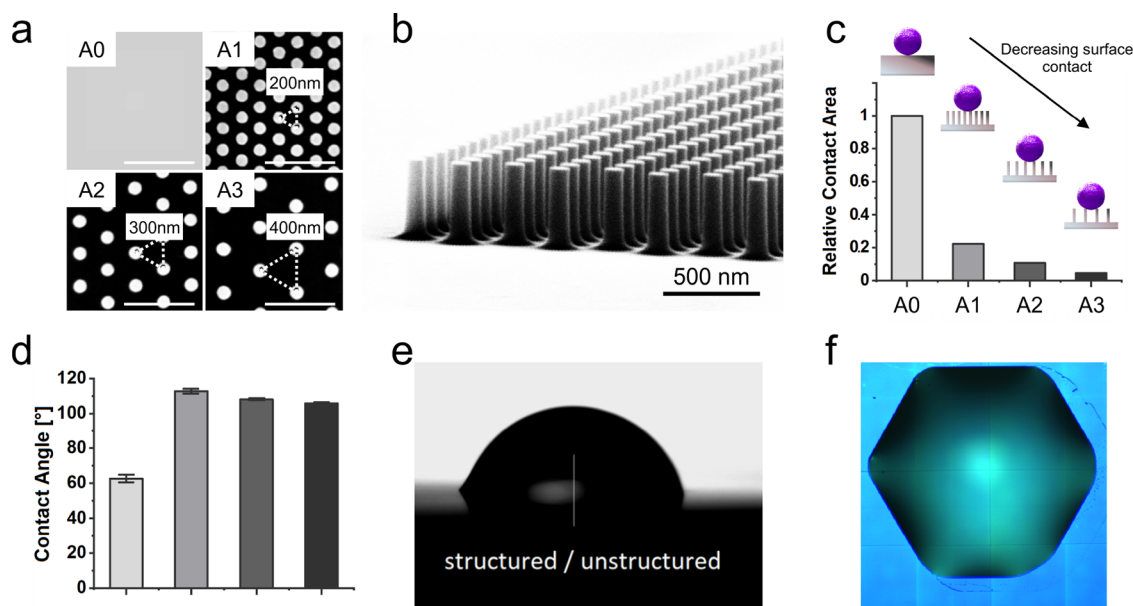 a
A0
A1
200nm
A2
300nm
A3
400nm
b
500 nm
c
Decreasing surface
contact
Relative Contact Area
1
0.8
0.6
0.4
0.2
0
A0 A1 A2 A3
d
Contact Angle [°]
120
100
80
60
40
20
0
e
structured / unstructured
f